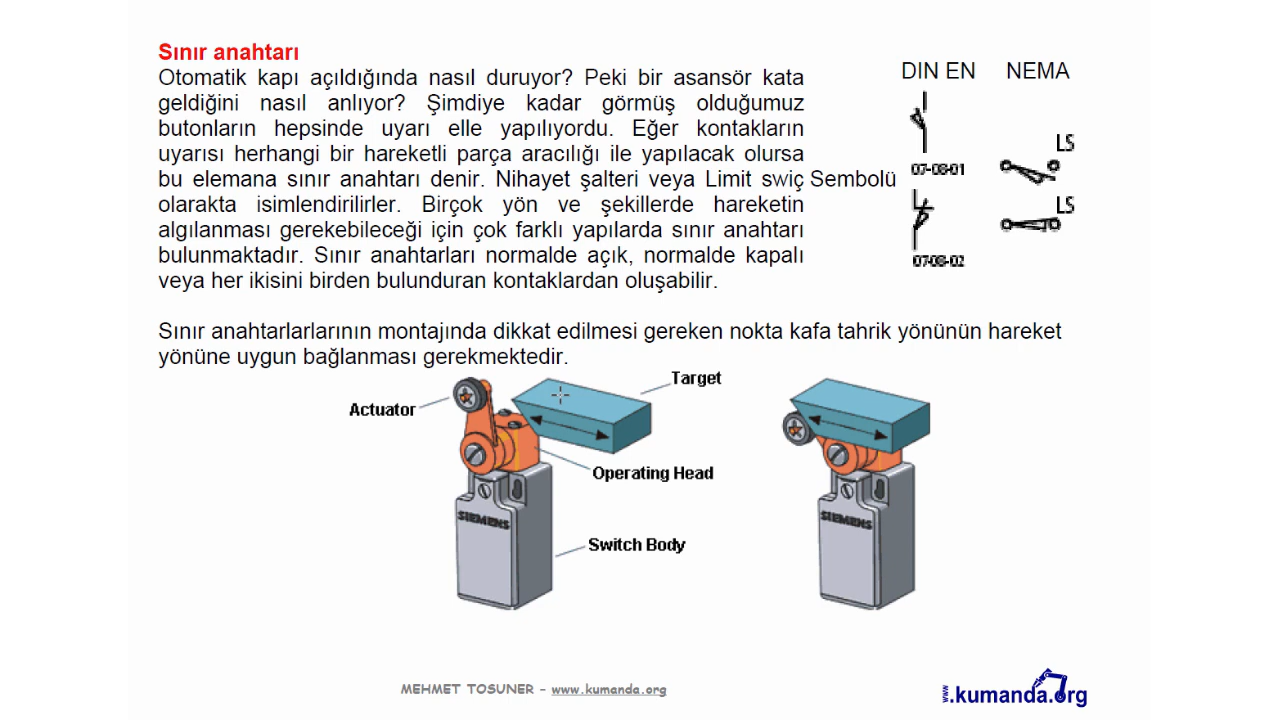 Sınır anahtarı
Otomatik kapı açıldığında nasıl duruyor? Peki bir asansör kata
geldiğini nasıl anlıyor? Şimdiye kadar görmüş olduğumuz
butonların hepsinde uyarı elle yapılıyordu. Eğer kontakların
uyarısı herhangi bir hareketli parça aracılığı ile yapılacak olursa
bu elemana sınır anahtarı denir. Nihayet şalteri veya Limit swiç
olarakta isimlendirilirler. Birçok yön ve şekillerde hareketin
algılanması gerekebileceği için çok farklı yapılarda sınır anahtarı
bulunmaktadır. Sınır anahtarları normalde açık, normalde kapalı
veya her ikisini birden bulunduran kontaklardan oluşabilir.
DIN EN NEMA
LS
07-08-01
Sembolü
LS
07-08-02
Sınır anahtarlarlarının montajında dikkat edilmesi gereken nokta kafa tahrik yönünün hareket
yönüne uygun bağlanması gerekmektedir.
Target
Actuator
Operating Head
SIEMENS
SIEMENS
Switch Body
MEHMET TOSUNER - www.kumanda.org
www.kumanda.org